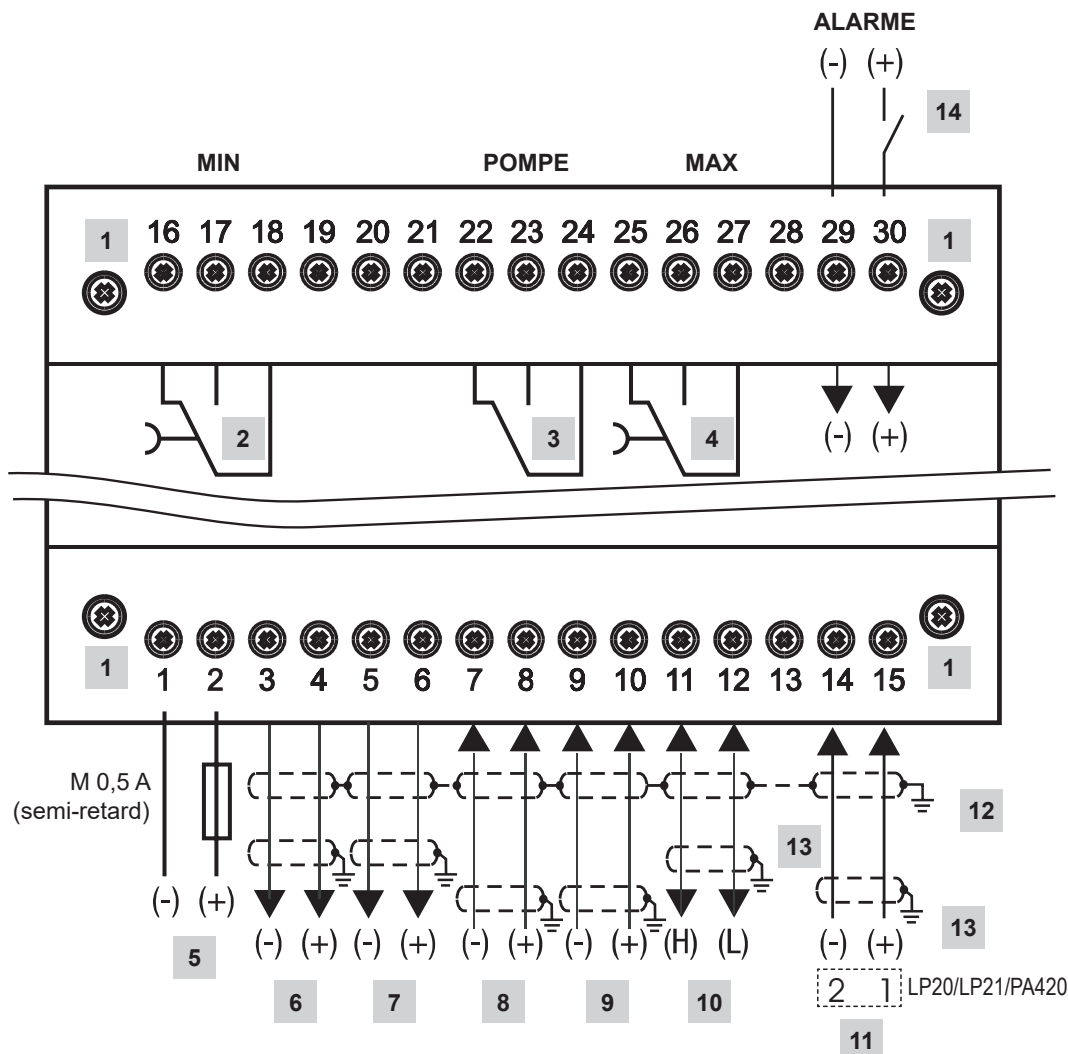 ALARME
(-) (+)
14
MIN POMPE MAX
1 16 17 18 19 20 21 22 23 24 25 26 27 28 29 30 1
2 3 4
(-) (+)
1 1 2 3 4 5 6 7 8 9 10 11 12 13 14 15 1
M 0,5 A
(semi-retard)
12
13
(-) (+) (-) (+) (-) (+) (-) (+) (-) (+) (H) (L) (-) (+)
13
5
2 1 LP20/LP21/PA420
6 7 8 9 10
11